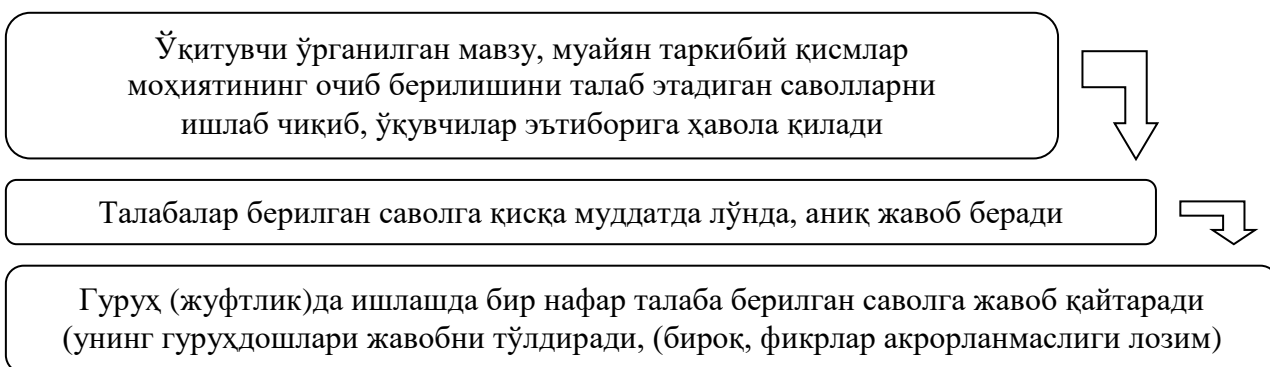 Ўқитувчи ўрганилган мавзу, муайян таркибий қисмлар
моҳиятининг очиб берилишини талаб этадиган саволларни
ишлаб чиқиб, ўқувчилар эътиборига ҳавола қилади
Талабалар берилган саволга қисқа муддатда лўнда, аниқ жавоб беради
Гуруҳ (жуфтлик)да ишлашда бир нафар талаба берилган саволга жавоб қайтаради
(унинг гуруҳдошлари жавобни тўлдиради, (бироқ, фикрлар акрорланмаслиги лозим)